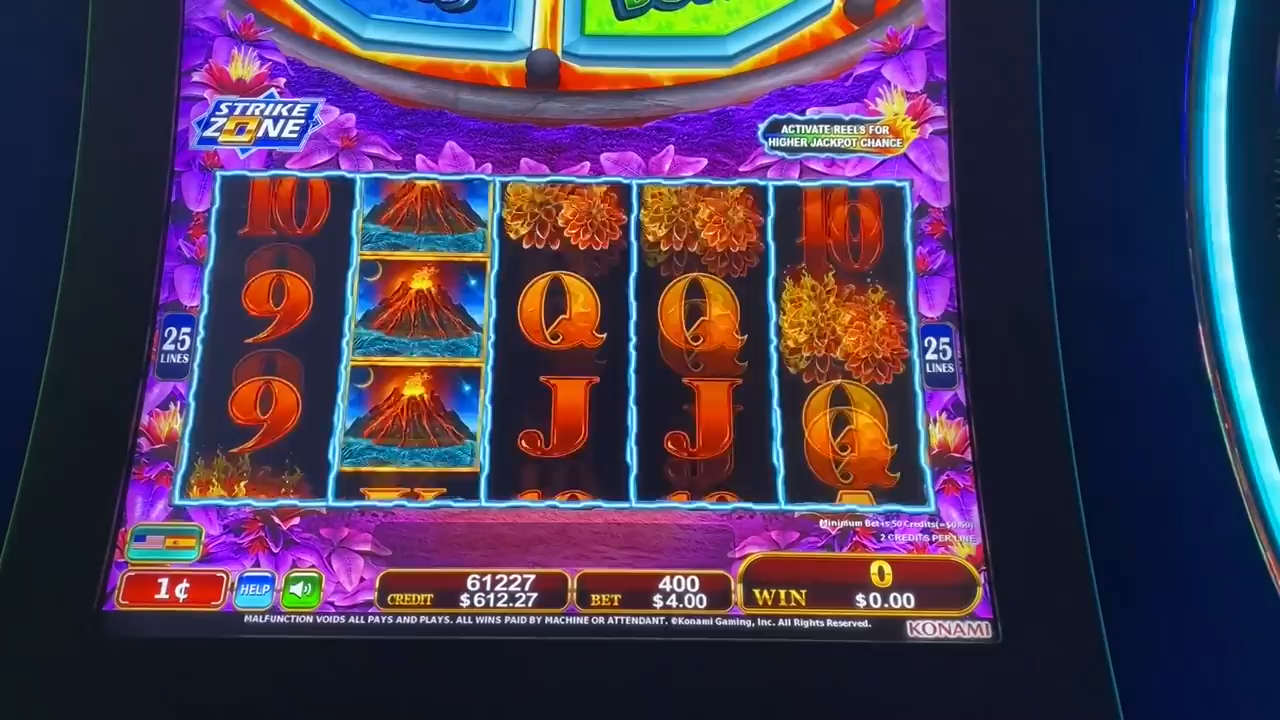 STRIKE
ZONE
ACTIVATE REELS FOR
HIGHER JACKPOT CHANCE
10
10
9
Q
Q
25
LINES
25
LINES
9
J
J
Q
Minimum Bet is 50 Credits(=$0.50)
2 CREDITS PER LINE
1¢
HELP
CREDIT
61227
$612.27
BET
400
$4.00
WIN
0
$0.00
MALFUNCTION VOIDS ALL PAYS AND PLAYS. ALL WINS PAID BY MACHINE OR ATTENDANT. ©Konami Gaming, Inc. All Rights Reserved.
KONAMI